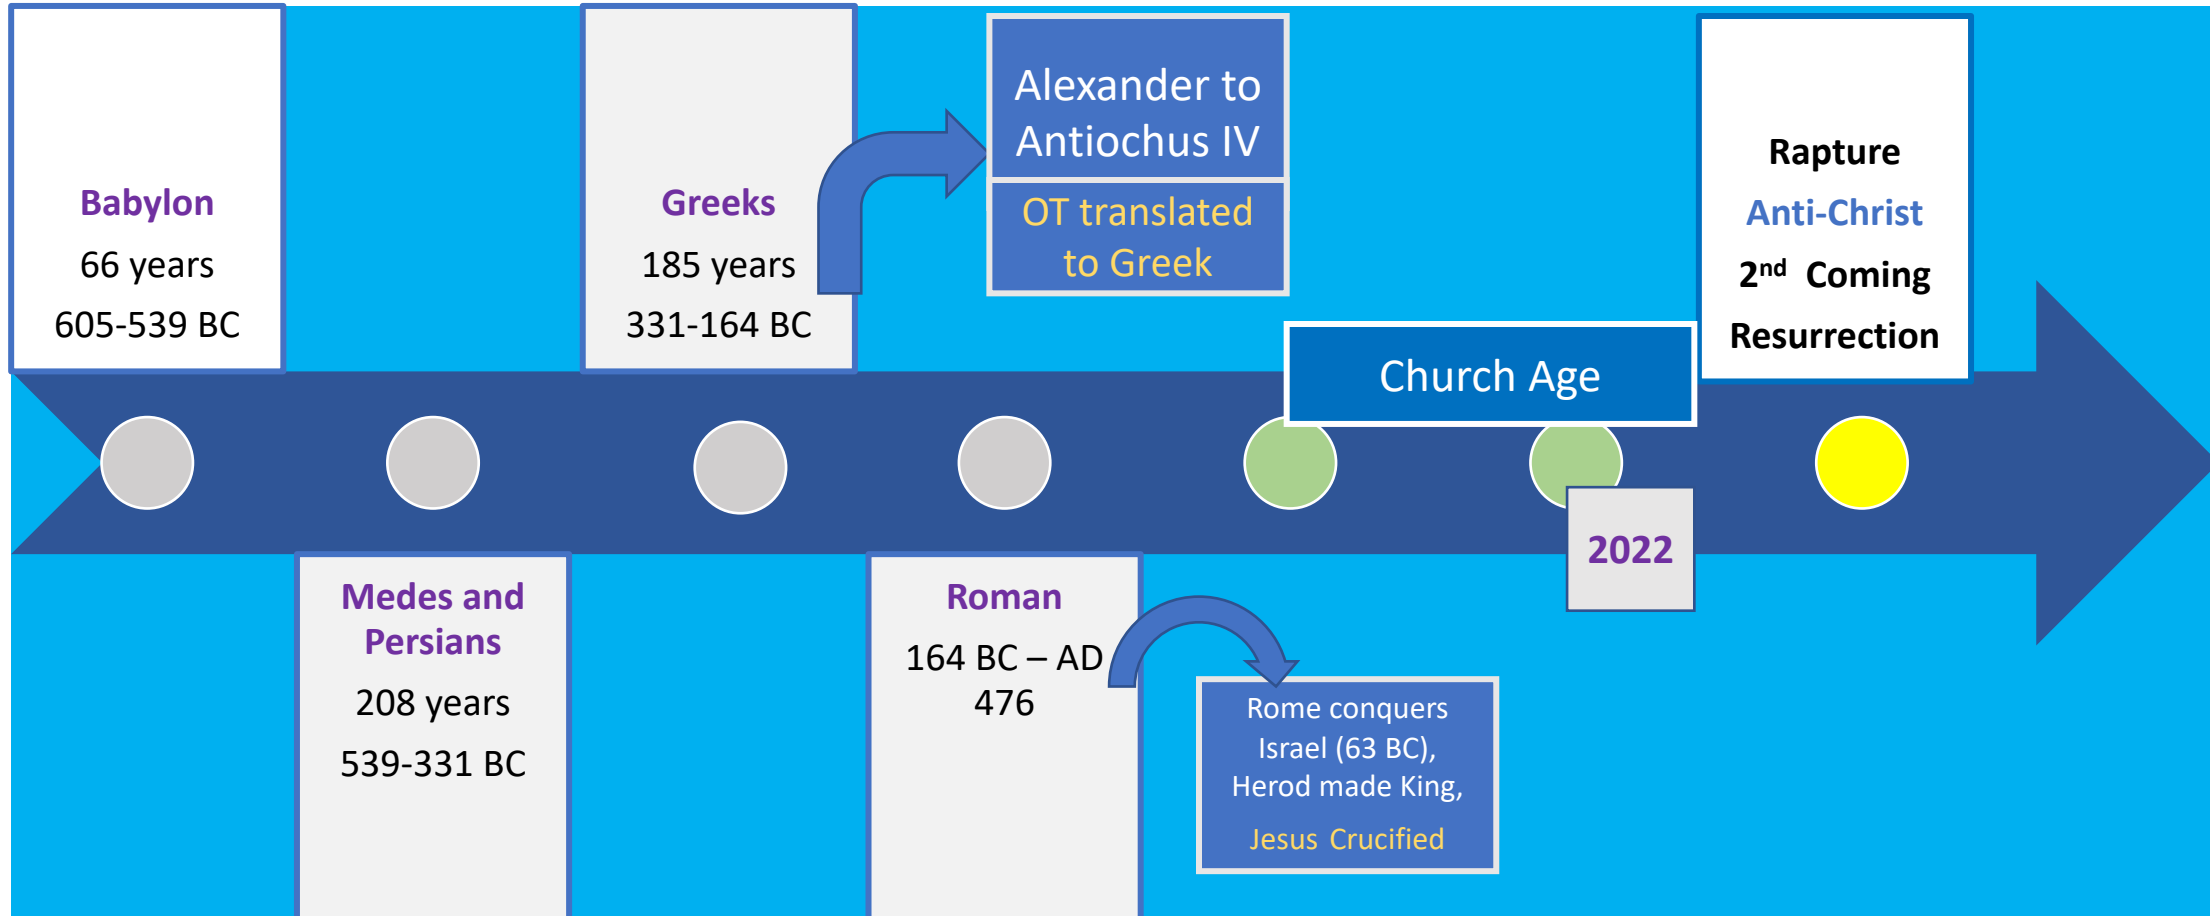 Babylon
66 years
605-539 BC
Medes and
Persians
208 years
539-331 BC
Greeks
185 years
331-164 BC
Alexander to
Antiochus IV
OT translated
to Greek
Roman
164 BC – AD
476
Rome conquers
Israel (63 BC),
Herod made King,
Jesus Crucified
Church Age
2022
Rapture
Anti-Christ
2nd Coming
Resurrection